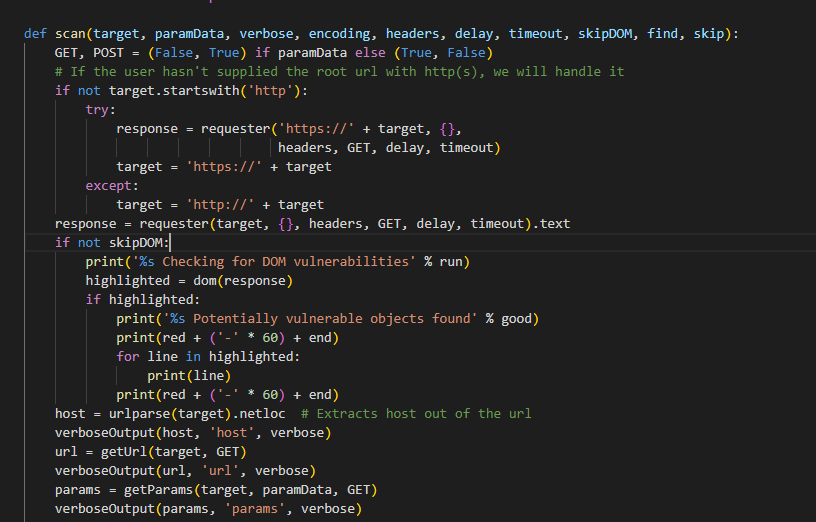 def scan(target, paramData, verbose, encoding, headers, delay, timeout, skipDOM, find, skip):
    GET, POST = (False, True) if paramData else (True, False)
    # If the user hasn't supplied the root url with http(s), we will handle it
    if not target.startswith('http'):
        try:
            response = requester('https://' + target, {},
                                 headers, GET, delay, timeout)
            target = 'https://' + target
        except:
            target = 'http://' + target
    response = requester(target, {}, headers, GET, delay, timeout).text
    if not skipDOM:
        print('%s Checking for DOM vulnerabilities' % run)
        highlighted = dom(response)
        if highlighted:
            print('%s Potentially vulnerable objects found' % good)
            print(red + ('-' * 60) + end)
            for line in highlighted:
                print(line)
            print(red + ('-' * 60) + end)
    host = urlparse(target).netloc  # Extracts host out of the url
    verboseOutput(host, 'host', verbose)
    url = getUrl(target, GET)
    verboseOutput(url, 'url', verbose)
    params = getParams(target, paramData, GET)
    verboseOutput(params, 'params', verbose)